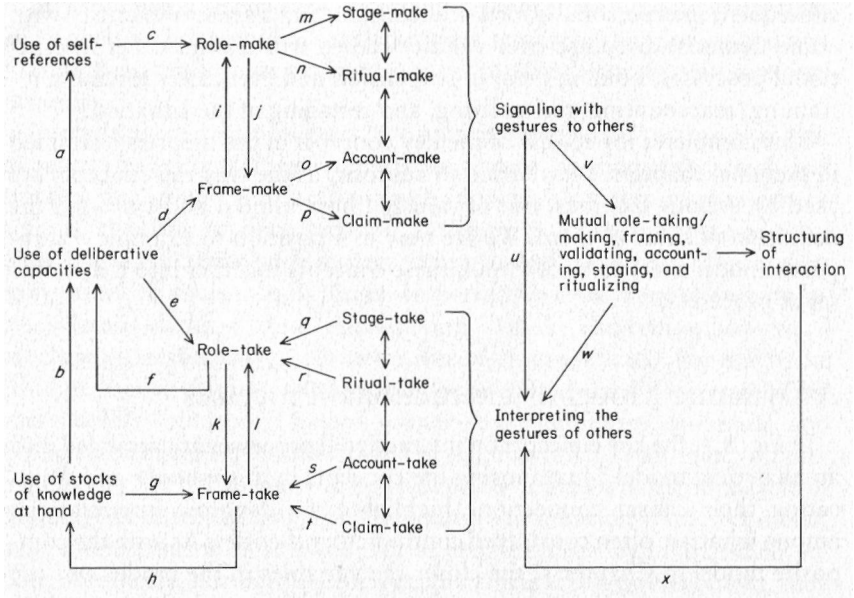 Stage-make
m
c
Use of self-
references
Role-make
n
Ritual-make
i
j
Signaling with
gestures to others
a
o
Account-make
v
Frame-make
d
p
Claim-make
Mutual role-taking/
making, framing,
validating, account-
ing, staging, and
ritualizing
Structuring
of
interaction
Use of deliberative
capacities
u
e
q
Stage-take
Role-take
w
b
f
r
Ritual-take
k
l
Interpreting the
gestures of others
s
Account-take
Use of stocks
of knowledge
at hand
g
Frame-take
t
Claim-take
h
x